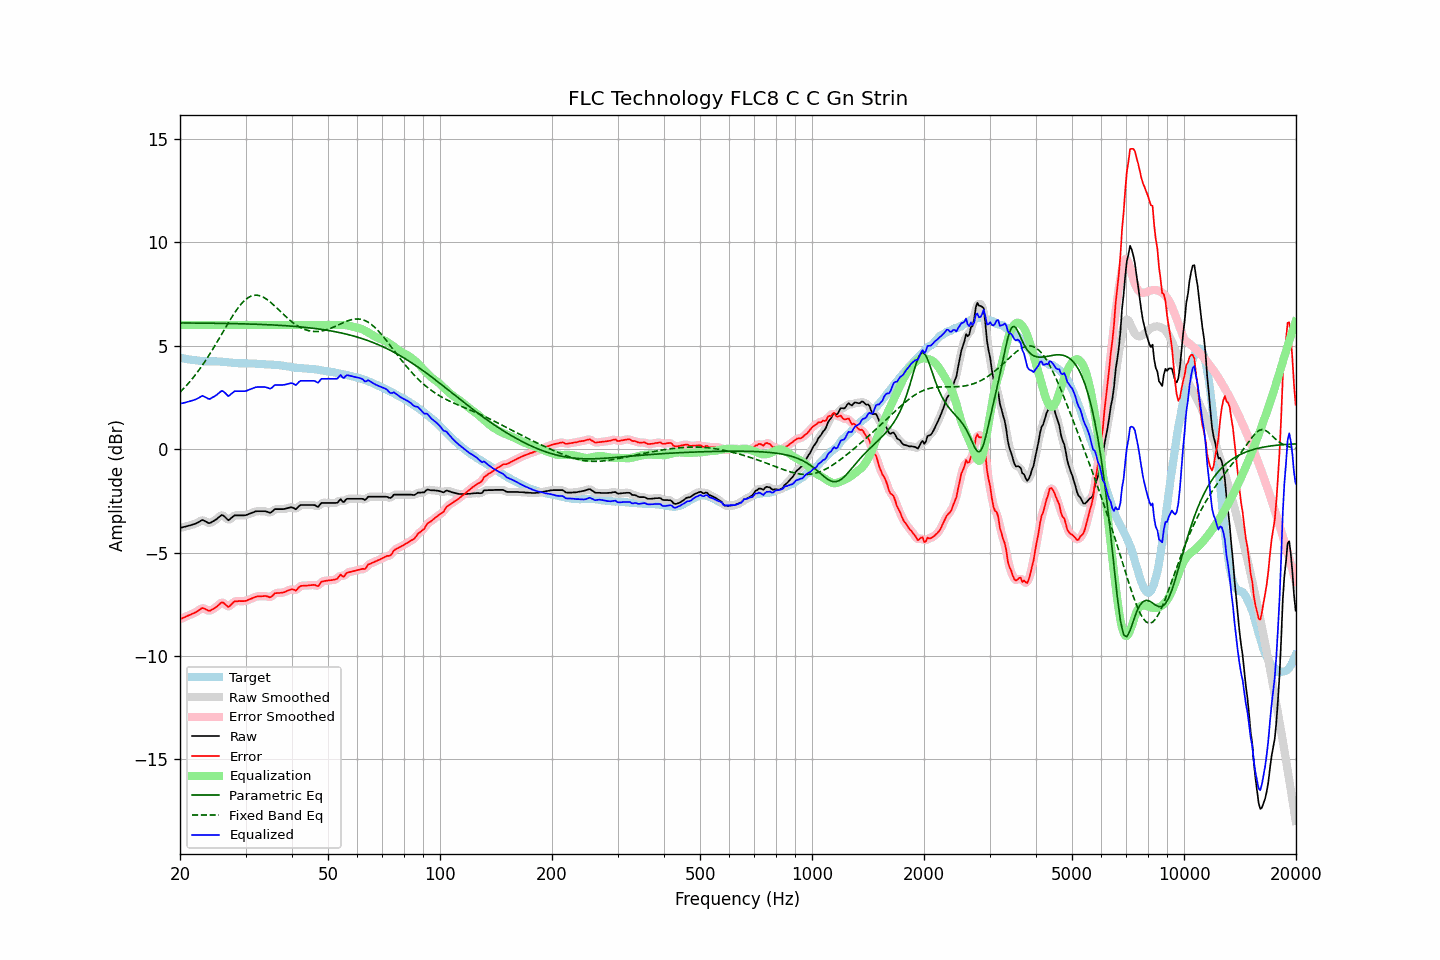 FLC Technology FLC8 C C Gn Strin
Amplitude (dBr)
15
10
5
0
−5
−10
−15
Target
Raw Smoothed
Error Smoothed
Raw
Error
Equalization
Parametric Eq
Fixed Band Eq
Equalized
20 50 100 200 500 1000 2000 5000 10000 20000
Frequency (Hz)